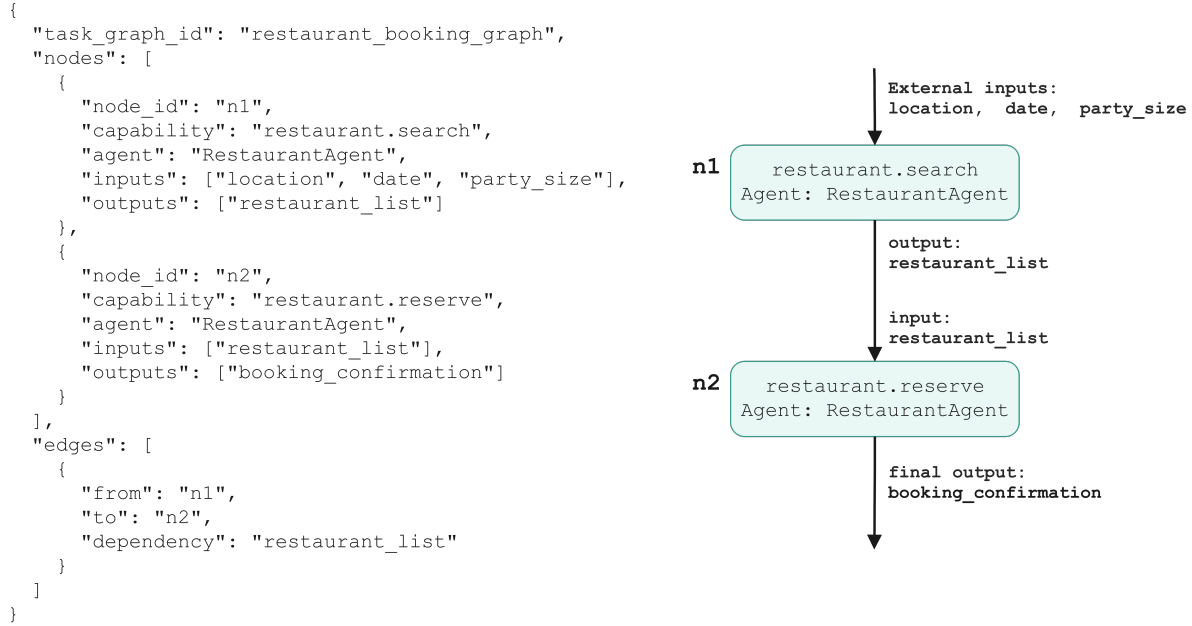 {
  "task_graph_id": "restaurant_booking_graph",
  "nodes": [
    {
      "node_id": "n1",
      "capability": "restaurant.search",
      "agent": "RestaurantAgent",
      "inputs": ["location", "date", "party_size"],
      "outputs": ["restaurant_list"]
    },
    {
      "node_id": "n2",
      "capability": "restaurant.reserve",
      "agent": "RestaurantAgent",
      "inputs": ["restaurant_list"],
      "outputs": ["booking_confirmation"]
    }
  ],
  "edges": [
    {
      "from": "n1",
      "to": "n2",
      "dependency": "restaurant_list"
    }
  ]
}
External inputs:
location, date, party_size
n1
restaurant.search
Agent: RestaurantAgent
output:
restaurant_list
input:
restaurant_list
n2
restaurant.reserve
Agent: RestaurantAgent
final output:
booking_confirmation